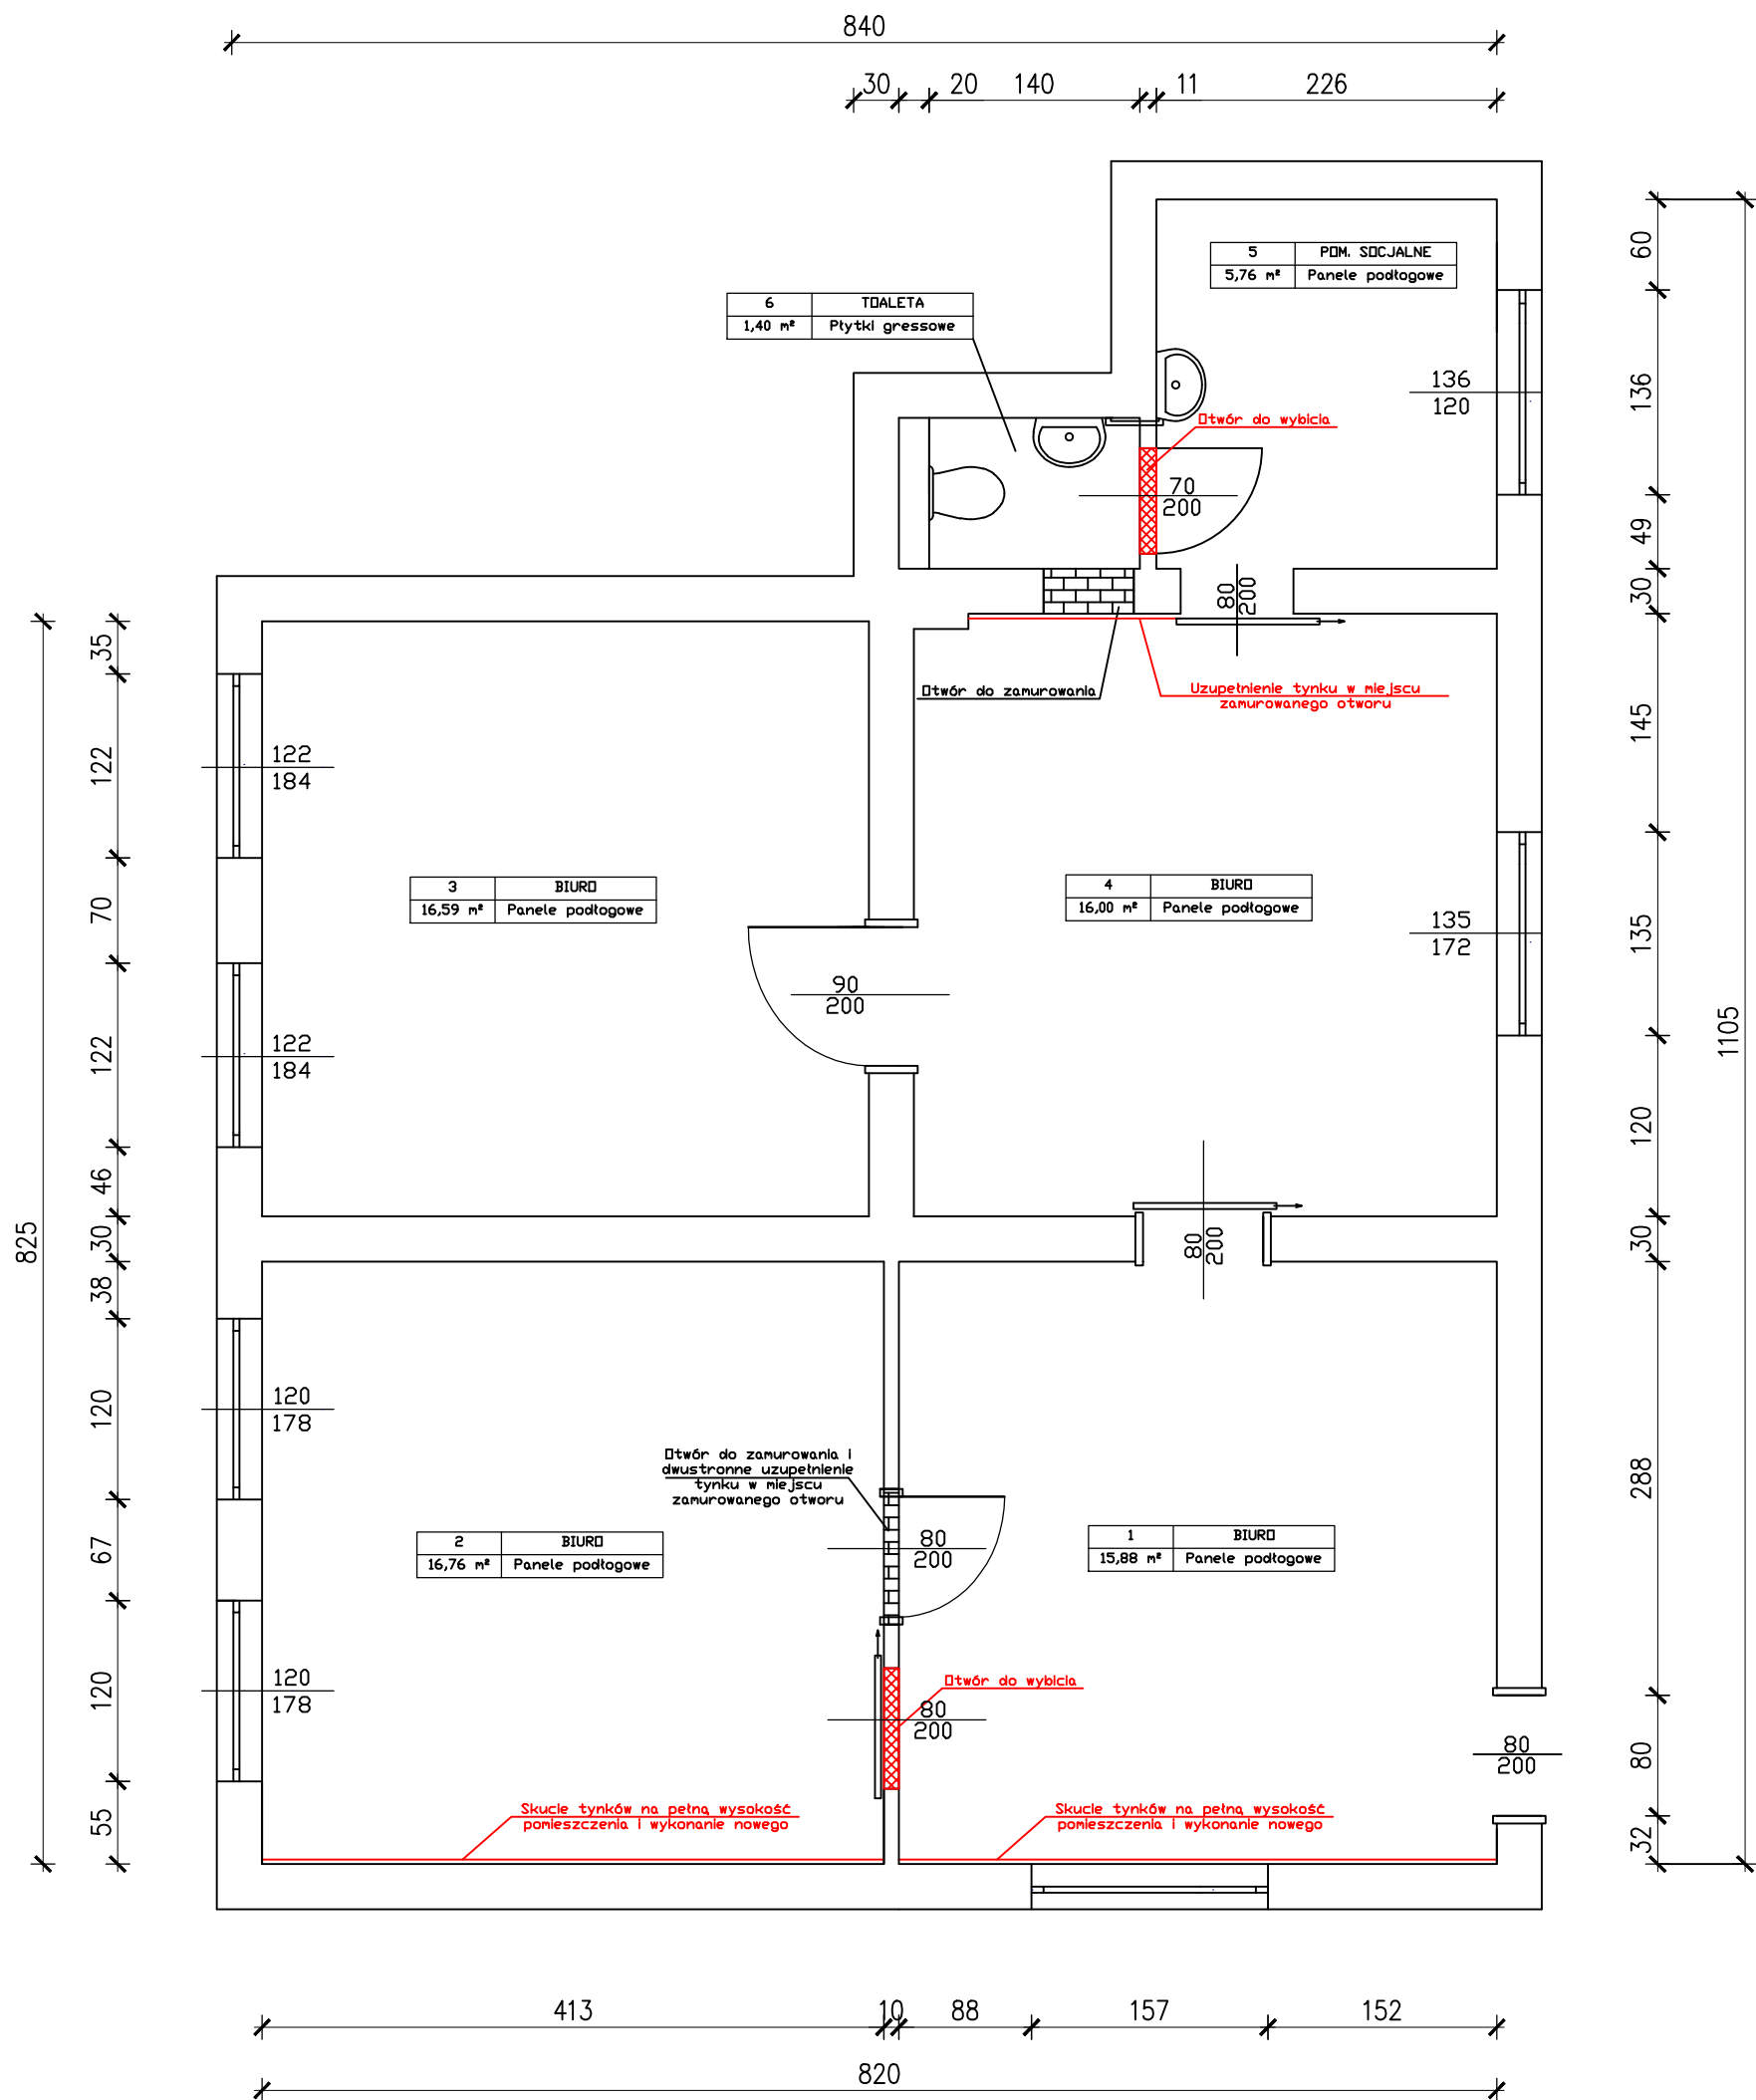 840
30 20 140 11 226
5 POM. SOCJALNE
5,76 m² Panele podłogowe
6 TOALETA
1,40 m² Płytki gressowe
60
136
49
30
145
135
120
30
288
80
32
1105
136
120
Otwór do wybicia
70
200
80
200
Otwór do zamurowania
Uzupełnienie tynku w miejscu
zamurowanego otworu
35
122
70
122
46
30
38
120
67
120
55
825
122
184
122
184
3 BIURO
16,59 m² Panele podłogowe
4 BIURO
16,00 m² Panele podłogowe
135
172
90
200
80
200
120
178
120
178
Otwór do zamurowania i
dwustronne uzupełnienie
tynku w miejscu
zamurowanego otworu
2 BIURO
16,76 m² Panele podłogowe
80
200
1 BIURO
15,88 m² Panele podłogowe
Otwór do wybicia
80
200
80
200
Skucie tynków na pełną wysokość
pomieszczenia i wykonanie nowego
Skucie tynków na pełną wysokość
pomieszczenia i wykonanie nowego
413 10 88 157 152
820